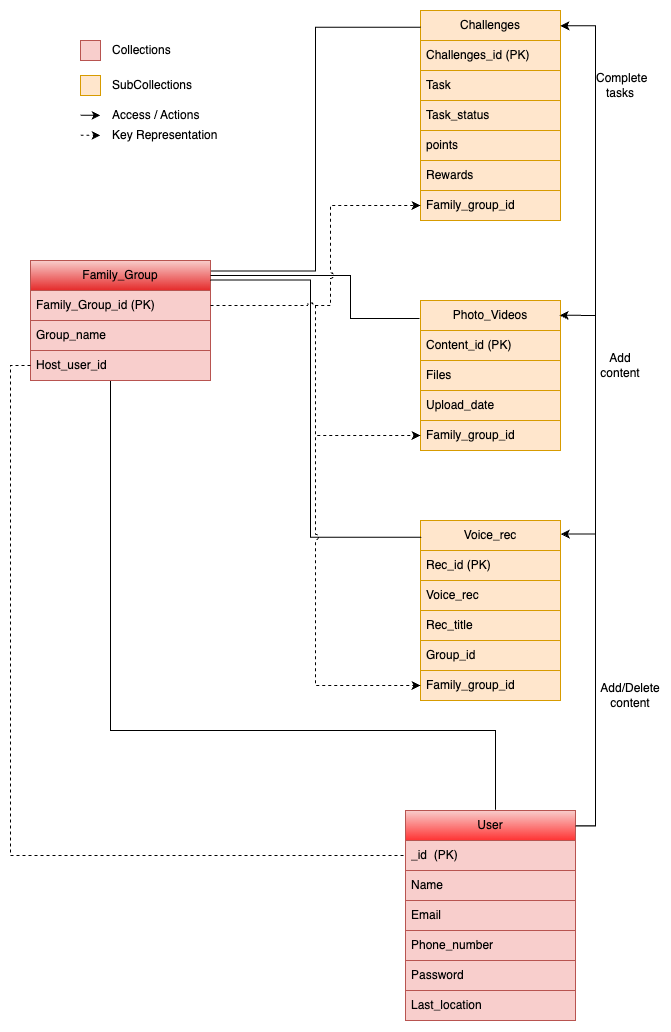 Collections
SubCollections
Access / Actions
Key Representation
Challenges
Challenges_id (PK)
Task
Task_status
points
Rewards
Family_group_id
Complete
tasks
Family_Group
Family_Group_id (PK)
Group_name
Host_user_id
Photo_Videos
Content_id (PK)
Files
Upload_date
Family_group_id
Add
content
Voice_rec
Rec_id (PK)
Voice_rec
Rec_title
Group_id
Family_group_id
Add/Delete
content
User
_id  (PK)
Name
Email
Phone_number
Password
Last_location